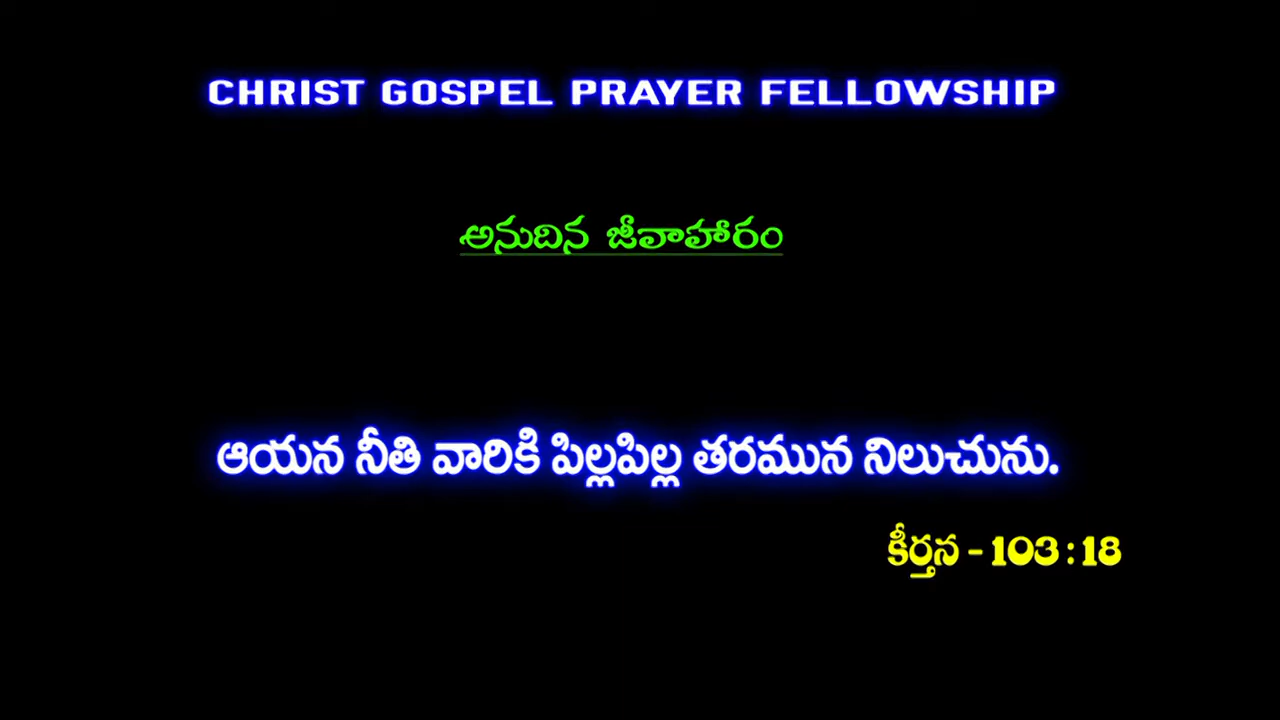 CHRIST GOSPEL PRAYER FELLOWSHIP
అనుదిన జీవాహారం
ఆయన నీతి వారికి పిల్లపిల్ల తరమున నిలుచును.
కీర్తన - 103 : 18